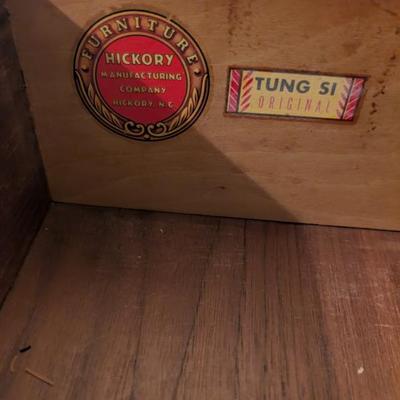 FURNITURE
HICKORY
MANUFACTURING
COMPANY
HICKORY, N.C.
TUNG SI
ORIGINAL